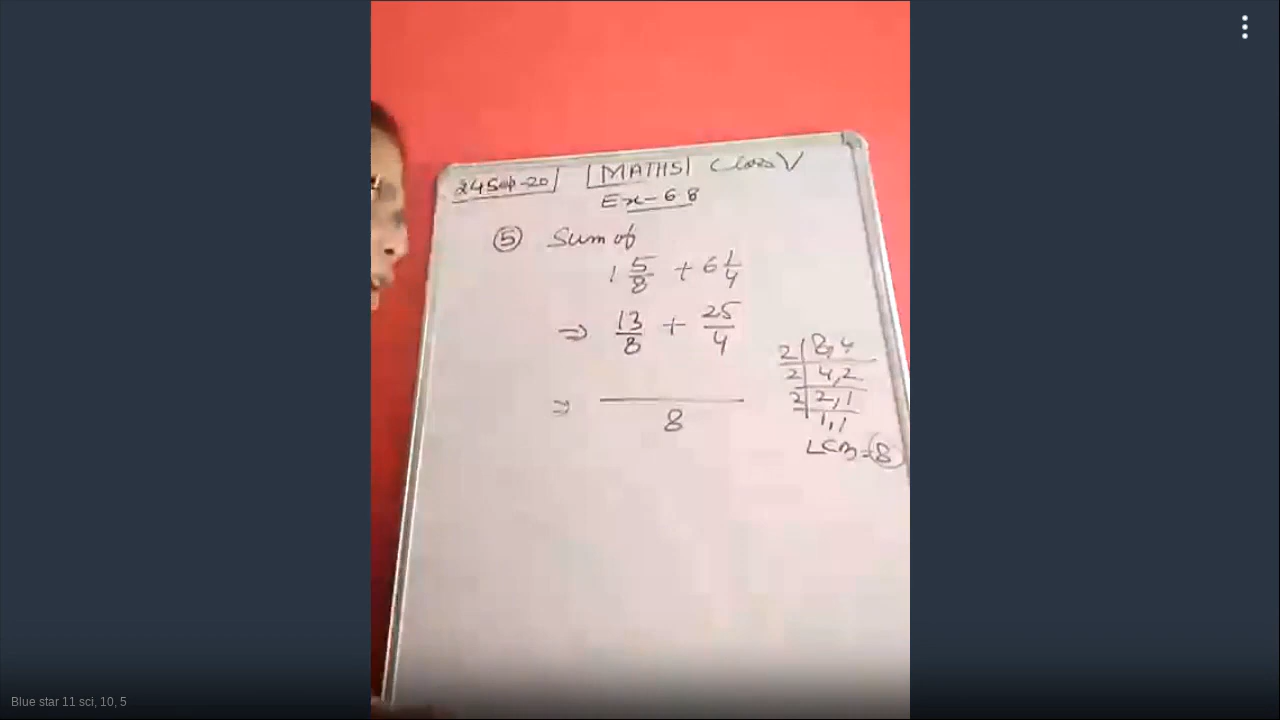 24 Sep-20 MATHS Class V
Ex-6.8
⑤ Sum of
1 5/8 + 6 1/4
⇒ 13/8 + 25/4
2 | 8, 4
2 | 4, 2
2 | 2, 1
1, 1
LCM = 8
⇒ /8
Blue star 11 sci, 10, 5